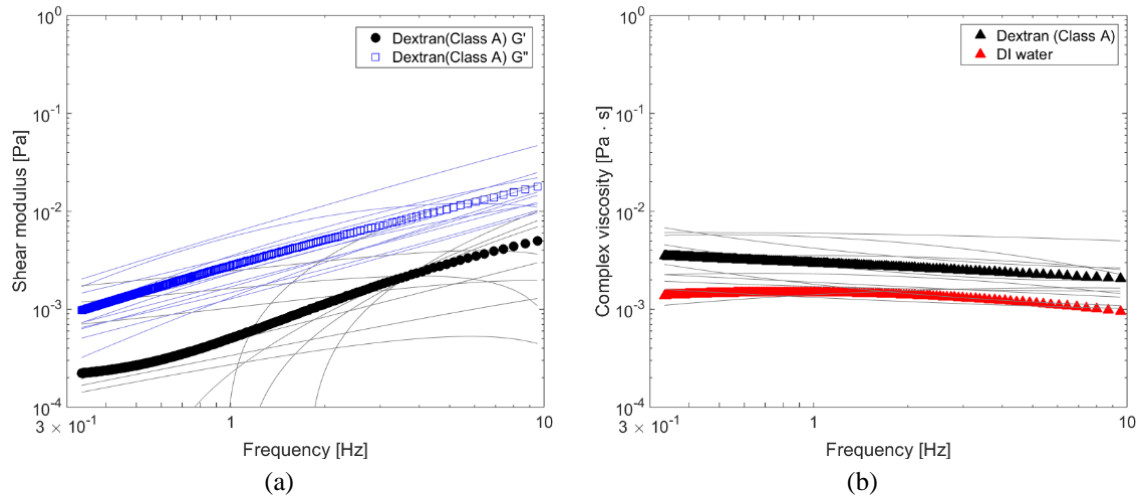 Shear modulus [Pa]
10^0
10^-1
10^-2
10^-3
10^-4
Dextran(Class A) G'
Dextran(Class A) G"
3 × 10^-1
1
10
Frequency [Hz]
(a)
Complex viscosity [Pa · s]
10^0
10^-1
10^-2
10^-3
10^-4
Dextran (Class A)
DI water
3 × 10^-1
1
10
Frequency [Hz]
(b)